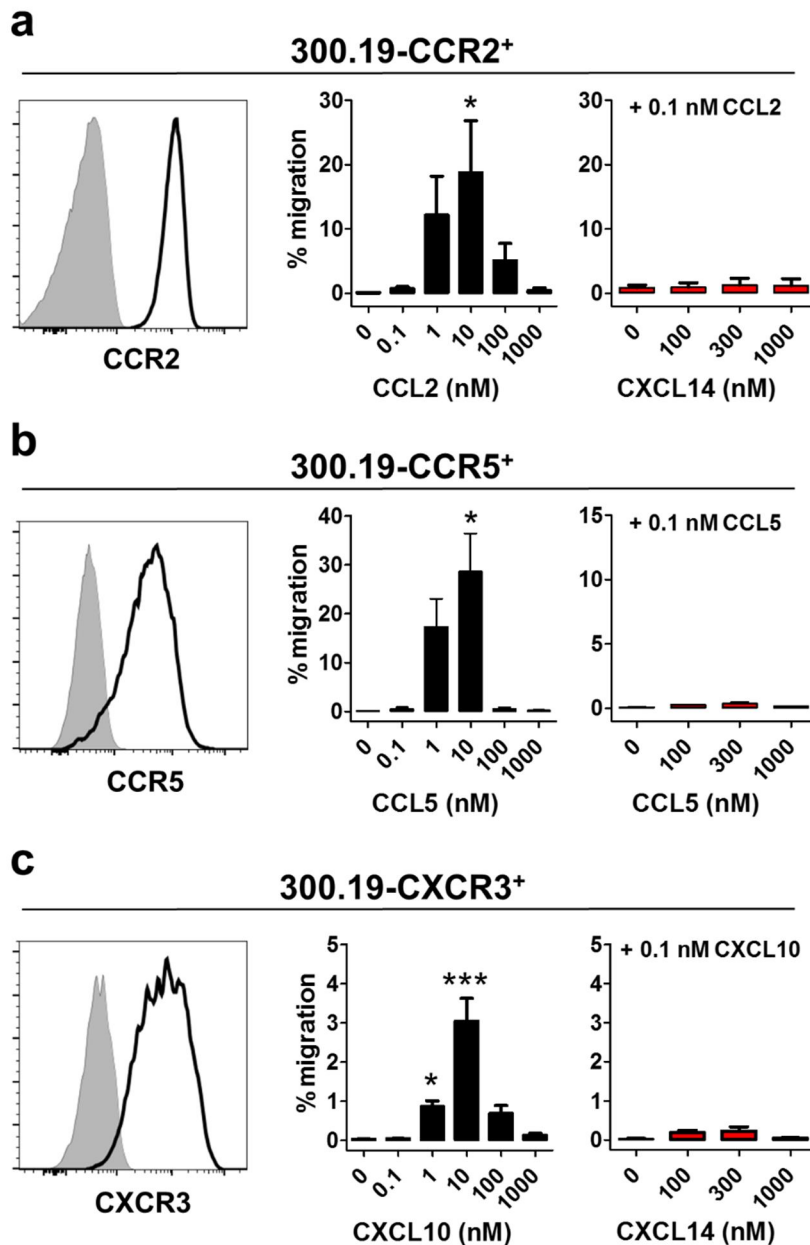 a
300.19-CCR2+
CCR2
% migration
30
20
10
0
*
0 0.1 1 10 100 1000
CCL2 (nM)
+ 0.1 nM CCL2
30
20
10
0
0 100 300 1000
CXCL14 (nM)
b
300.19-CCR5+
CCR5
% migration
40
30
20
10
0
*
0 0.1 1 10 100 1000
CCL5 (nM)
+ 0.1 nM CCL5
15
10
5
0
0 100 300 1000
CCL5 (nM)
c
300.19-CXCR3+
CXCR3
% migration
5
4
3
2
1
0
***
*
0 0.1 1 10 100 1000
CXCL10 (nM)
+ 0.1 nM CXCL10
5
4
3
2
1
0
0 100 300 1000
CXCL14 (nM)